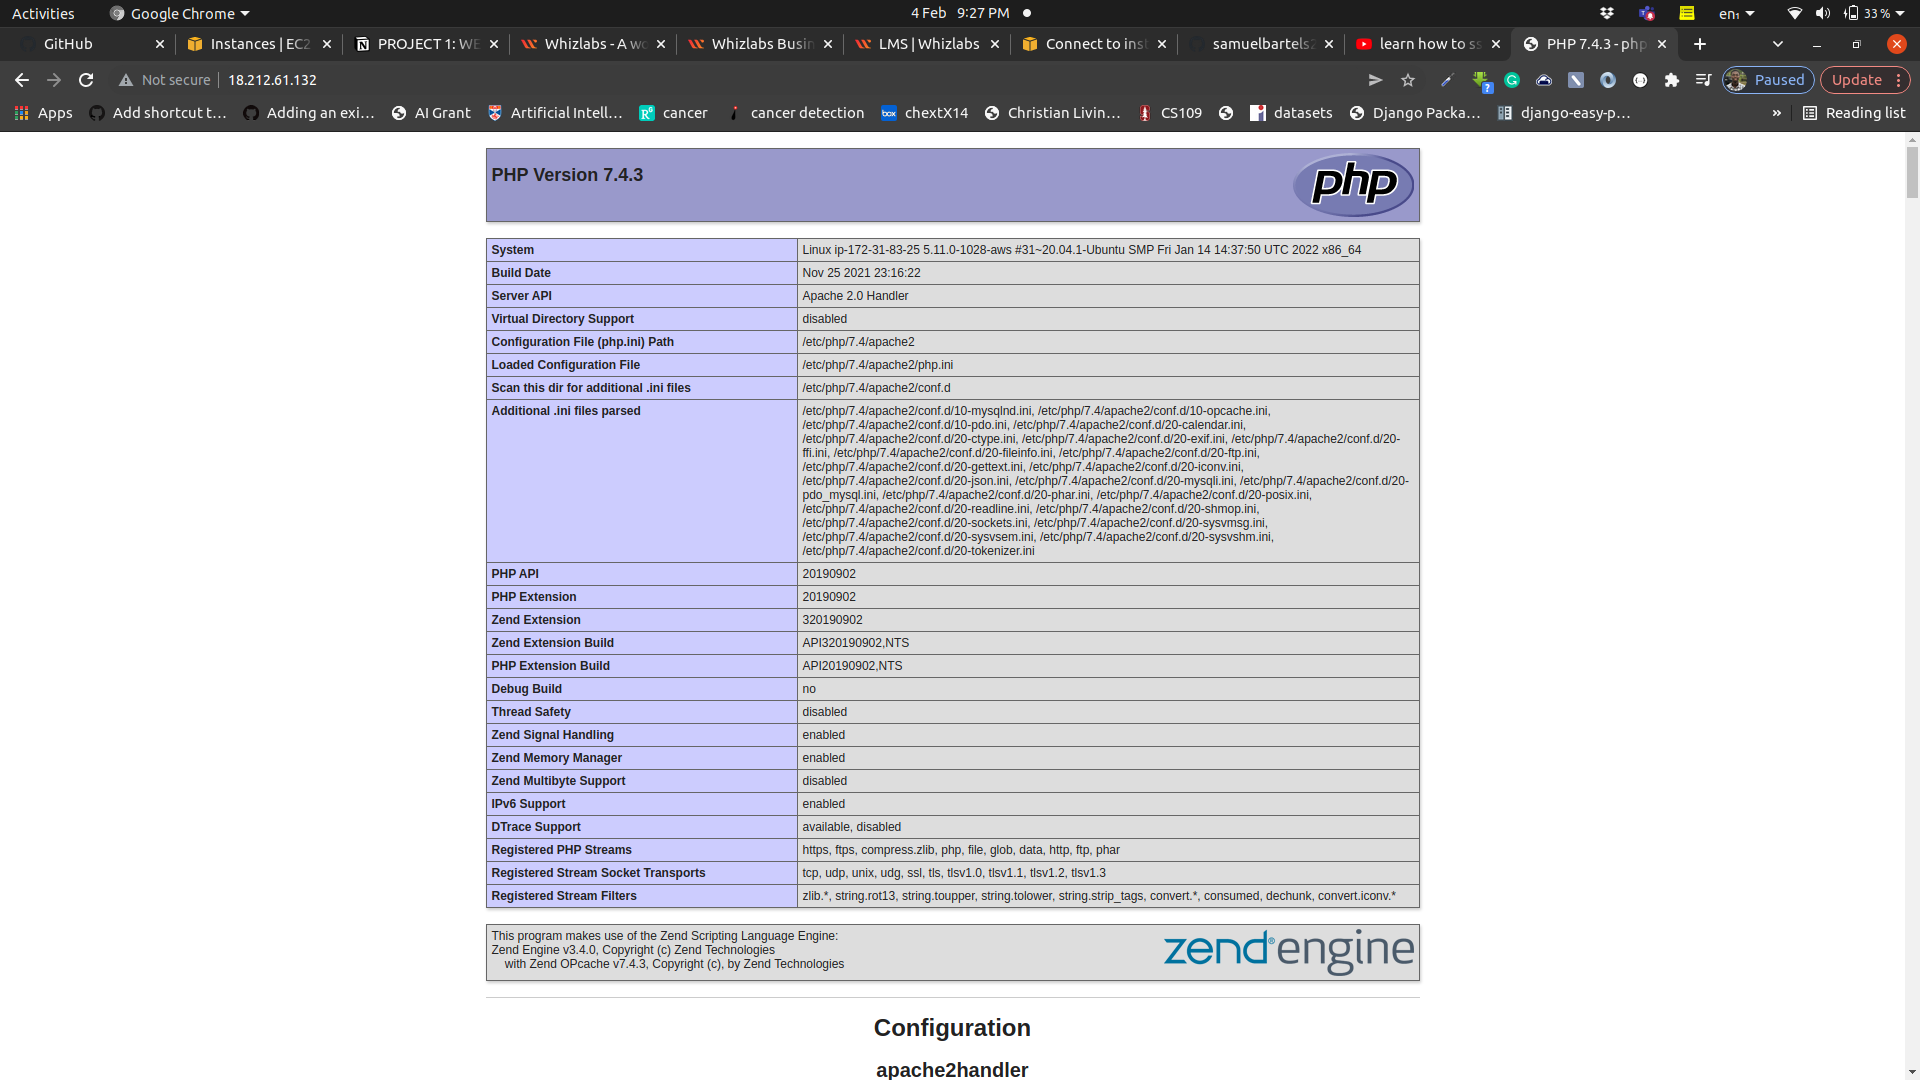 Activities
Google Chrome
4 Feb 9:27 PM
en₁
33 %
GitHub
Instances | EC2
PROJECT 1: WE
Whizlabs - A wo
Whizlabs Busin
LMS | Whizlabs
Connect to inst
samuelbartels2
learn how to ss
PHP 7.4.3 - php
Not secure
18.212.61.132
Paused
Update
Apps
Add shortcut t…
Adding an exi…
AI Grant
Artificial Intell…
cancer
cancer detection
chextX14
Christian Livin…
CS109
datasets
Django Packa…
django-easy-p…
»
Reading list
PHP Version 7.4.3
php
System Linux ip-172-31-83-25 5.11.0-1028-aws #31~20.04.1-Ubuntu SMP Fri Jan 14 14:37:50 UTC 2022 x86_64
Build Date Nov 25 2021 23:16:22
Server API Apache 2.0 Handler
Virtual Directory Support disabled
Configuration File (php.ini) Path /etc/php/7.4/apache2
Loaded Configuration File /etc/php/7.4/apache2/php.ini
Scan this dir for additional .ini files /etc/php/7.4/apache2/conf.d
Additional .ini files parsed /etc/php/7.4/apache2/conf.d/10-mysqlnd.ini, /etc/php/7.4/apache2/conf.d/10-opcache.ini,
/etc/php/7.4/apache2/conf.d/10-pdo.ini, /etc/php/7.4/apache2/conf.d/20-calendar.ini,
/etc/php/7.4/apache2/conf.d/20-ctype.ini, /etc/php/7.4/apache2/conf.d/20-exif.ini, /etc/php/7.4/apache2/conf.d/20-
ffi.ini, /etc/php/7.4/apache2/conf.d/20-fileinfo.ini, /etc/php/7.4/apache2/conf.d/20-ftp.ini,
/etc/php/7.4/apache2/conf.d/20-gettext.ini, /etc/php/7.4/apache2/conf.d/20-iconv.ini,
/etc/php/7.4/apache2/conf.d/20-json.ini, /etc/php/7.4/apache2/conf.d/20-mysqli.ini, /etc/php/7.4/apache2/conf.d/20-
pdo_mysql.ini, /etc/php/7.4/apache2/conf.d/20-phar.ini, /etc/php/7.4/apache2/conf.d/20-posix.ini,
/etc/php/7.4/apache2/conf.d/20-readline.ini, /etc/php/7.4/apache2/conf.d/20-shmop.ini,
/etc/php/7.4/apache2/conf.d/20-sockets.ini, /etc/php/7.4/apache2/conf.d/20-sysvmsg.ini,
/etc/php/7.4/apache2/conf.d/20-sysvsem.ini, /etc/php/7.4/apache2/conf.d/20-sysvshm.ini,
/etc/php/7.4/apache2/conf.d/20-tokenizer.ini
PHP API 20190902
PHP Extension 20190902
Zend Extension 320190902
Zend Extension Build API320190902,NTS
PHP Extension Build API20190902,NTS
Debug Build no
Thread Safety disabled
Zend Signal Handling enabled
Zend Memory Manager enabled
Zend Multibyte Support disabled
IPv6 Support enabled
DTrace Support available, disabled
Registered PHP Streams https, ftps, compress.zlib, php, file, glob, data, http, ftp, phar
Registered Stream Socket Transports tcp, udp, unix, udg, ssl, tls, tlsv1.0, tlsv1.1, tlsv1.2, tlsv1.3
Registered Stream Filters zlib.*, string.rot13, string.toupper, string.tolower, string.strip_tags, convert.*, consumed, dechunk, convert.iconv.*
This program makes use of the Zend Scripting Language Engine:
Zend Engine v3.4.0, Copyright (c) Zend Technologies
with Zend OPcache v7.4.3, Copyright (c), by Zend Technologies
zend® engine
Configuration
apache2handler